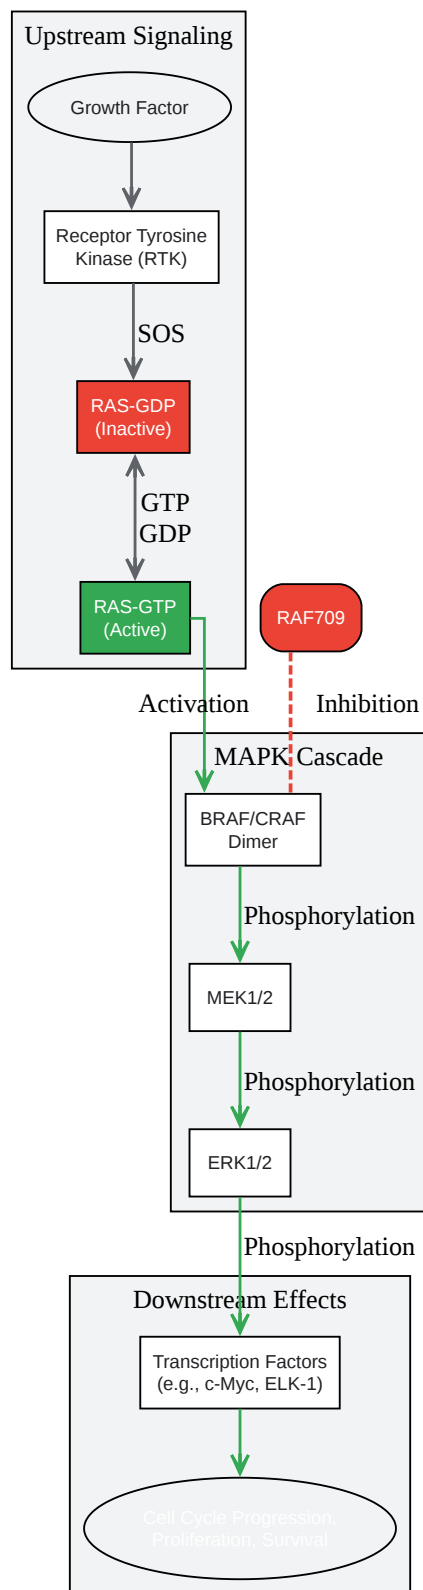 Upstream Signaling
Growth Factor
Receptor Tyrosine
Kinase (RTK)
SOS
RAS-GDP
(Inactive)
GTP
GDP
RAS-GTP
(Active)
RAF709
Activation
Inhibition
MAPK Cascade
BRAF/CRAF
Dimer
Phosphorylation
MEK1/2
Phosphorylation
ERK1/2
Phosphorylation
Downstream Effects
Transcription Factors
(e.g., c-Myc, ELK-1)
Cell Cycle Progression,
Proliferation, Survival